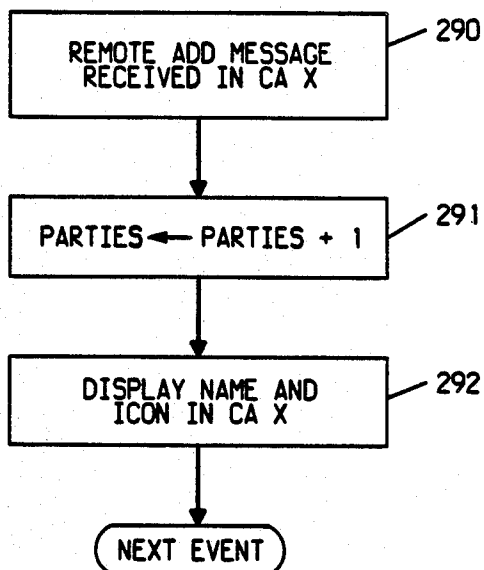 REMOTE ADD MESSAGE
RECEIVED IN CA X
290
PARTIES ← PARTIES + 1
291
DISPLAY NAME AND
ICON IN CA X
292
NEXT EVENT